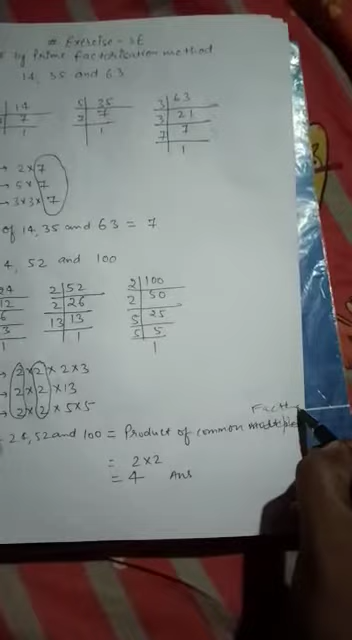 # Exercise - 3E
by Prime Factorisation method
14, 35 and 63
14 5 35 3 63
7 7 7 3 21
1 1 7 7
1
→ 2×7
→ 5×7
→ 3×3×7
of 14, 35 and 63 = 7
4, 52 and 100
24 2 52 2 100
12 2 26 2 50
6 13 13 5 25
3 1 5 5
1 1
→ 2×2×2×3
→ 2×2×13
→ 2×2×5×5
Facto
24, 52 and 100 = Product of common
= 2×2
= 4 Ans